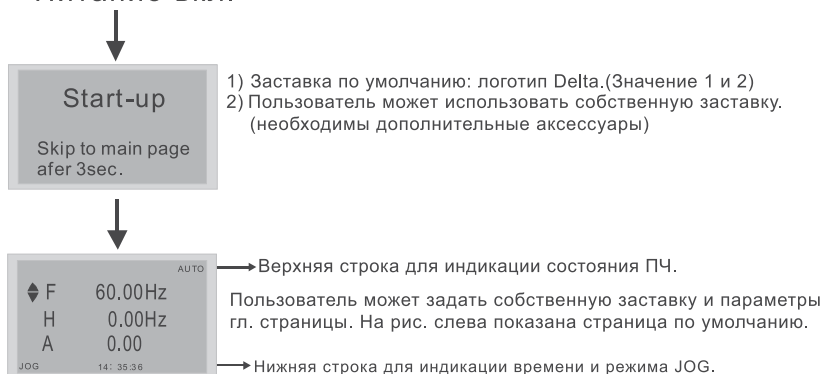 Start-up
Skip to main page
afer 3sec.
1) Заставка по умолчанию: логотип Delta.(Значение 1 и 2)
2) Пользователь может использовать собственную заставку.
(необходимы дополнительные аксессуары)
AUTO
F 60.00Hz
H 0.00Hz
A 0.00
JOG 14: 35:36
Верхняя строка для индикации состояния ПЧ.
Пользователь может задать собственную заставку и параметры
гл. страницы. На рис. слева показана страница по умолчанию.
Нижняя строка для индикации времени и режима JOG.